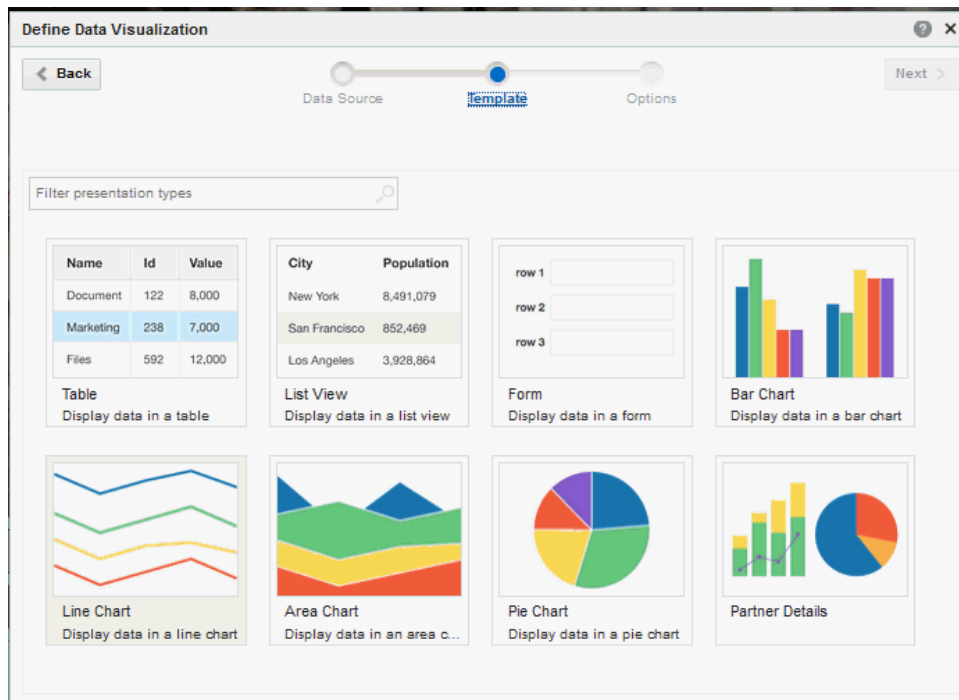 Define Data Visualization
Back
Next
Data Source
Template
Options
Filter presentation types
Name Id Value
Document 122 8,000
Marketing 238 7,000
Files 592 12,000
Table
Display data in a table
City Population
New York 8,491,079
San Francisco 852,469
Los Angeles 3,928,864
List View
Display data in a list view
row 1
row 2
row 3
Form
Display data in a form
Bar Chart
Display data in a bar chart
Line Chart
Display data in a line chart
Area Chart
Display data in an area c...
Pie Chart
Display data in a pie chart
Partner Details